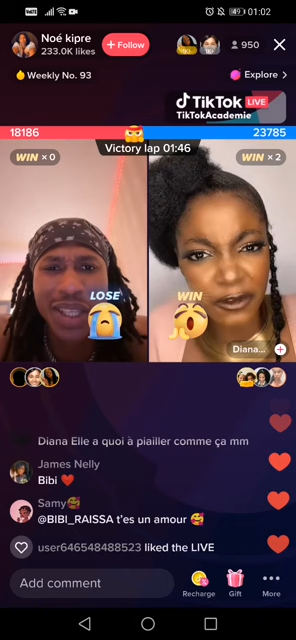 01:02
49
Noé kipre
233.0K likes
+ Follow
950
Weekly No. 93
Explore >
TikTok LIVE
TikTokAcademie
18186
23785
Victory lap 01:46
WIN × 0
WIN × 2
LOSE
WIN
Diana...
Diana Elle a quoi à piailler comme ça mm
James Nelly
Bibi ❤️
Samy🥰
@BIBI_RAISSA t'es un amour 🥰
user646548488523 liked the LIVE
Add comment
Recharge
Gift
More